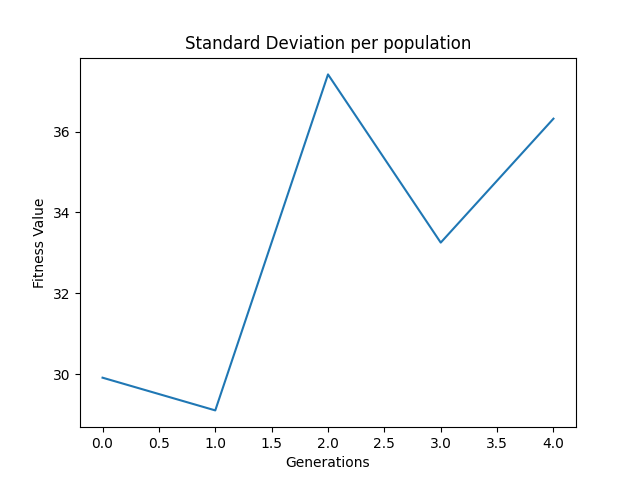 Standard Deviation per population
Fitness Value
36
34
32
30
0.0 0.5 1.0 1.5 2.0 2.5 3.0 3.5 4.0
Generations